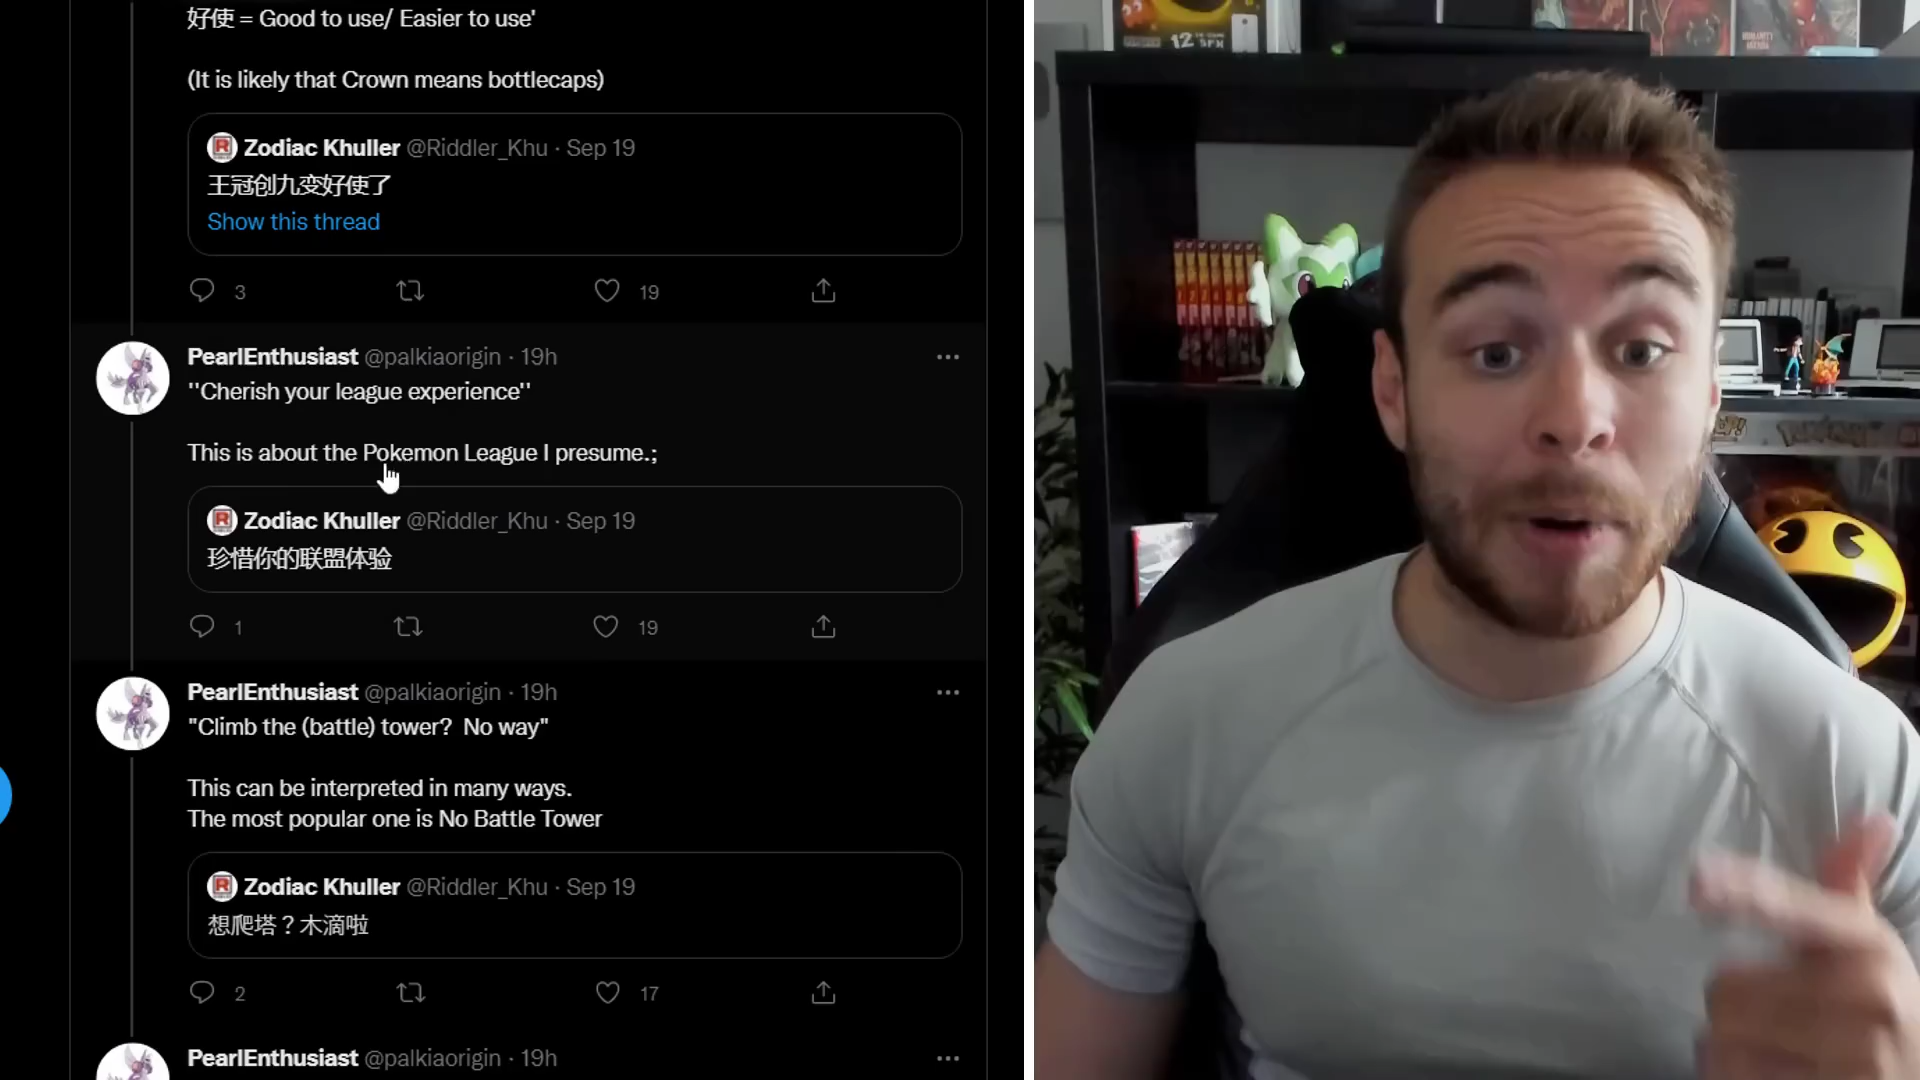 好使 = Good to use/ Easier to use'
(It is likely that Crown means bottlecaps)
Zodiac Khuller @Riddler_Khu · Sep 19
王冠创九变好使了
Show this thread
3
19
PearlEnthusiast @palkiaorigin · 19h
''Cherish your league experience''
This is about the Pokemon League I presume.;
Zodiac Khuller @Riddler_Khu · Sep 19
珍惜你的联盟体验
1
19
PearlEnthusiast @palkiaorigin · 19h
"Climb the (battle) tower? No way"
This can be interpreted in many ways.
The most popular one is No Battle Tower
Zodiac Khuller @Riddler_Khu · Sep 19
想爬塔？木滴啦
2
17
PearlEnthusiast @palkiaorigin · 19h
12
SFX